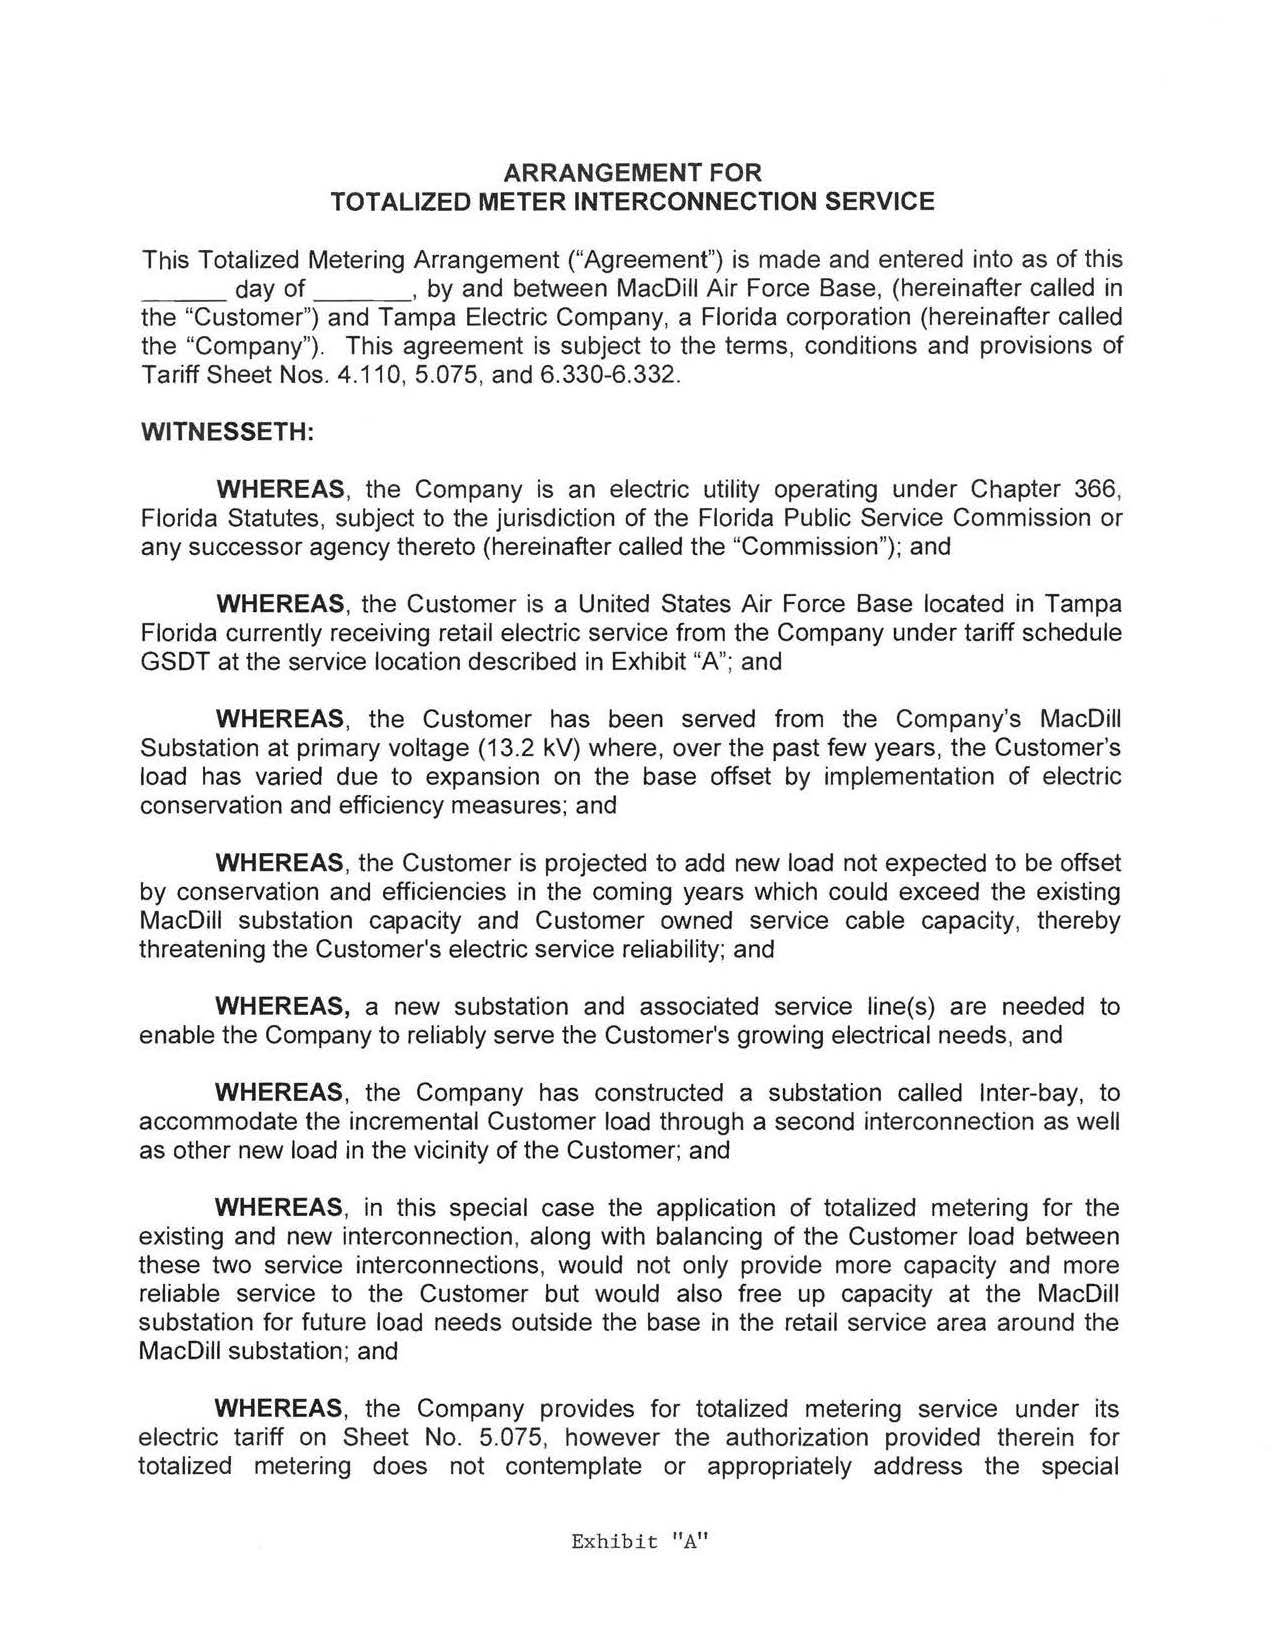 ARRANGEMENT FOR
TOTALIZED METER INTERCONNECTION SERVICE
This Totalized Metering Arrangement (“Agreement”) is made and entered into as of this
______ day of _______, by and between MacDill Air Force Base, (hereinafter called in
the “Customer”) and Tampa Electric Company, a Florida corporation (hereinafter called
the “Company”). This agreement is subject to the terms, conditions and provisions of
Tariff Sheet Nos. 4.110, 5.075, and 6.330-6.332.
WITNESSETH:
WHEREAS, the Company is an electric utility operating under Chapter 366,
Florida Statutes, subject to the jurisdiction of the Florida Public Service Commission or
any successor agency thereto (hereinafter called the “Commission”); and
WHEREAS, the Customer is a United States Air Force Base located in Tampa
Florida currently receiving retail electric service from the Company under tariff schedule
GSDT at the service location described in Exhibit “A”; and
WHEREAS, the Customer has been served from the Company’s MacDill
Substation at primary voltage (13.2 kV) where, over the past few years, the Customer’s
load has varied due to expansion on the base offset by implementation of electric
conservation and efficiency measures; and
WHEREAS, the Customer is projected to add new load not expected to be offset
by conservation and efficiencies in the coming years which could exceed the existing
MacDill substation capacity and Customer owned service cable capacity, thereby
threatening the Customer's electric service reliability; and
WHEREAS, a new substation and associated service line(s) are needed to
enable the Company to reliably serve the Customer's growing electrical needs, and
WHEREAS, the Company has constructed a substation called Inter-bay, to
accommodate the incremental Customer load through a second interconnection as well
as other new load in the vicinity of the Customer; and
WHEREAS, in this special case the application of totalized metering for the
existing and new interconnection, along with balancing of the Customer load between
these two service interconnections, would not only provide more capacity and more
reliable service to the Customer but would also free up capacity at the MacDill
substation for future load needs outside the base in the retail service area around the
MacDill substation; and
WHEREAS, the Company provides for totalized metering service under its
electric tariff on Sheet No. 5.075, however the authorization provided therein for
totalized metering does not contemplate or appropriately address the special
Exhibit "A"